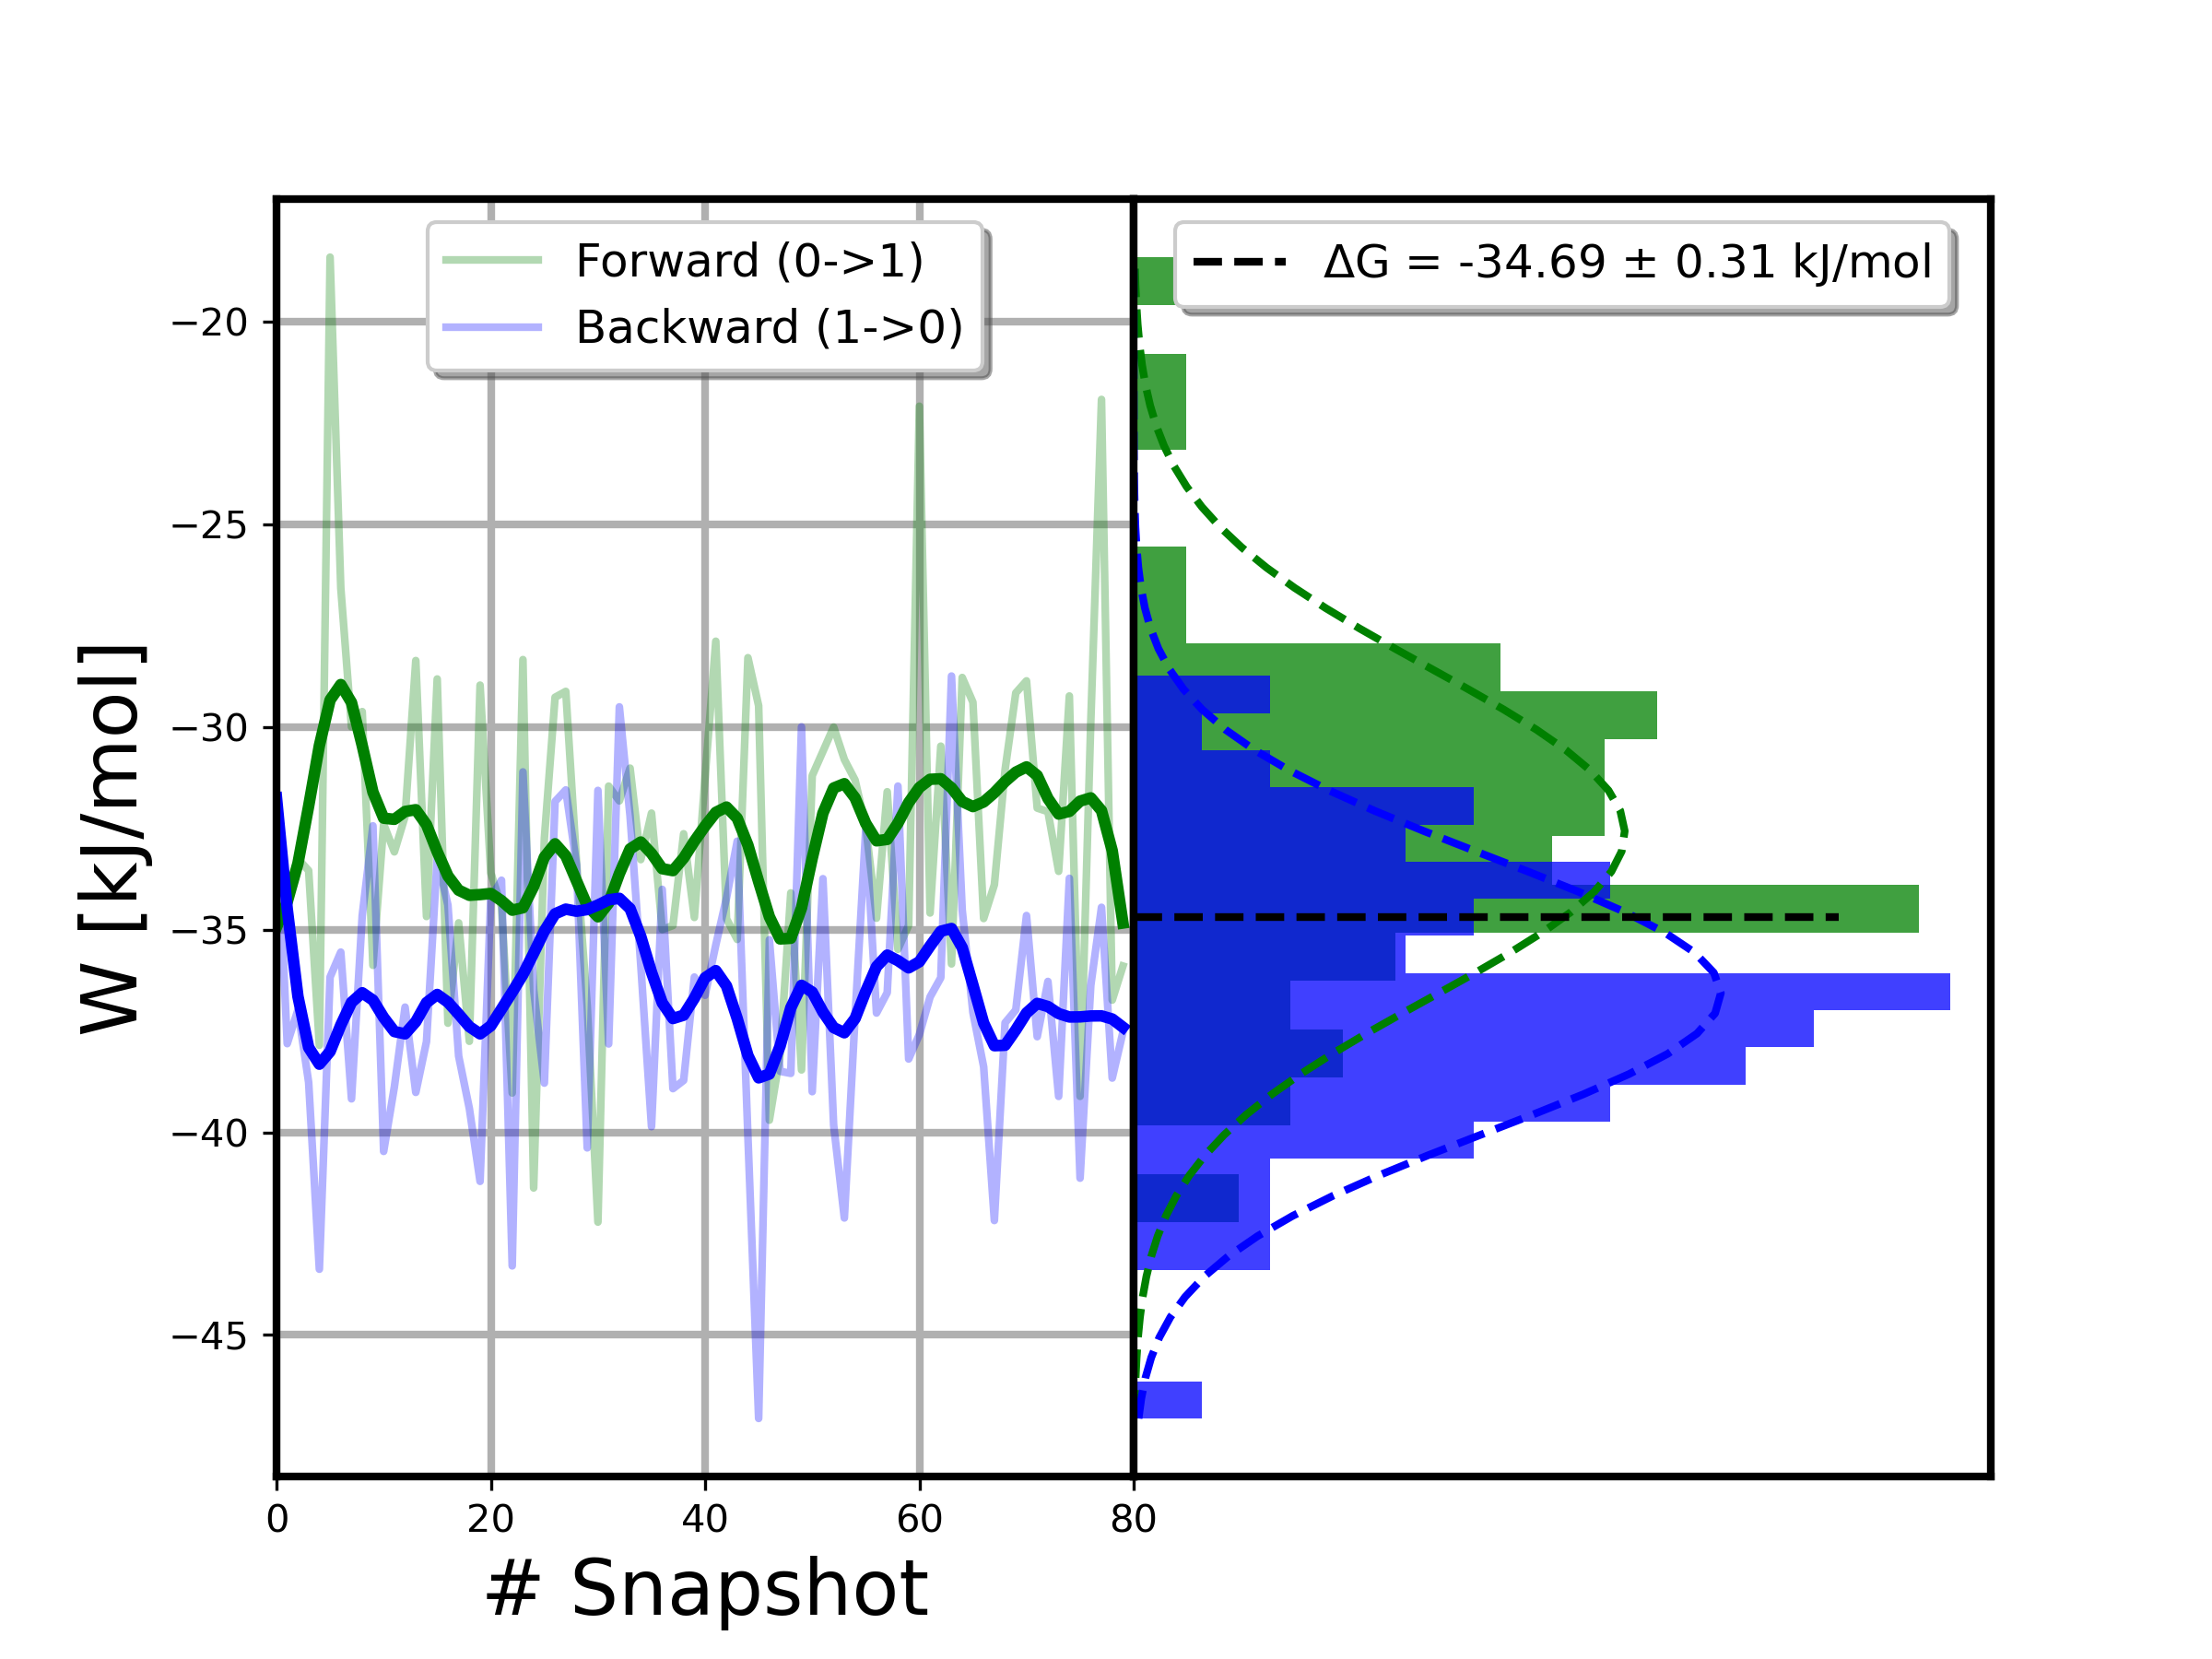 Forward (0->1)
Backward (1->0)
ΔG = -34.69 ± 0.31 kJ/mol
W [kJ/mol]
−20
−25
−30
−35
−40
−45
0 20 40 60 80
# Snapshot